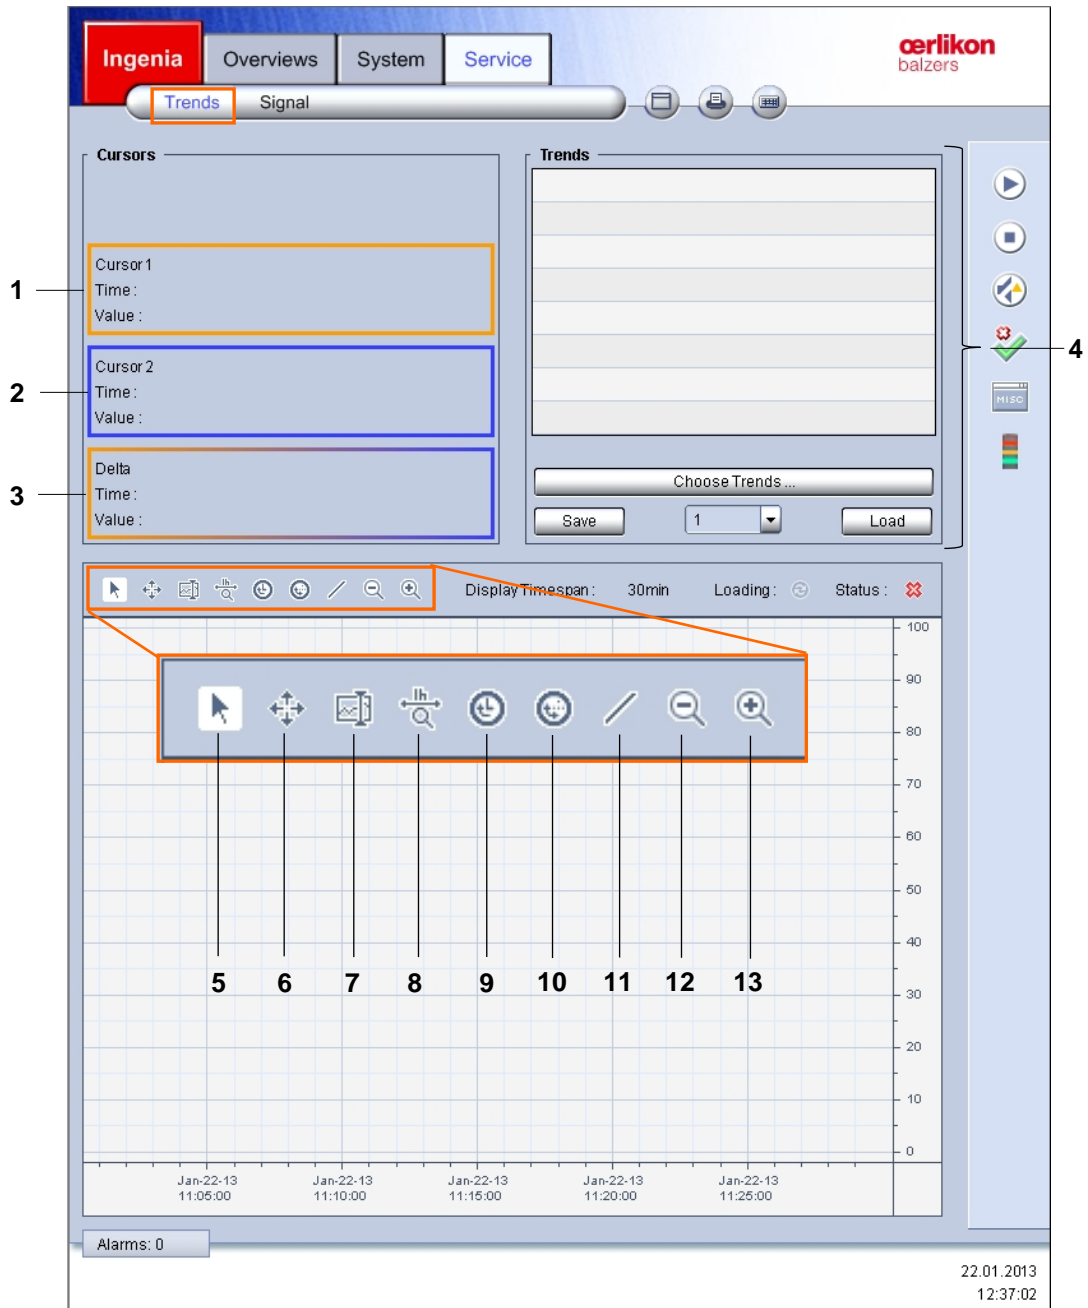 Ingenia Overviews System Service
œrlikon
balzers
Trends Signal
Cursors
Trends
Cursor 1
1 Time :
Value :
4
MISC
Cursor 2
2 Time :
Value :
Delta
3 Time :
Value :
Choose Trends ...
Save 1 Load
1h
Display Timespan : 30min Loading : Status :
100
90
1h
80
70
60
50
40
5 6 7 8 9 10 11 12 13
30
20
10
0
Jan-22-13 Jan-22-13 Jan-22-13 Jan-22-13 Jan-22-13
11:05:00 11:10:00 11:15:00 11:20:00 11:25:00
Alarms: 0
22.01.2013
12:37:02